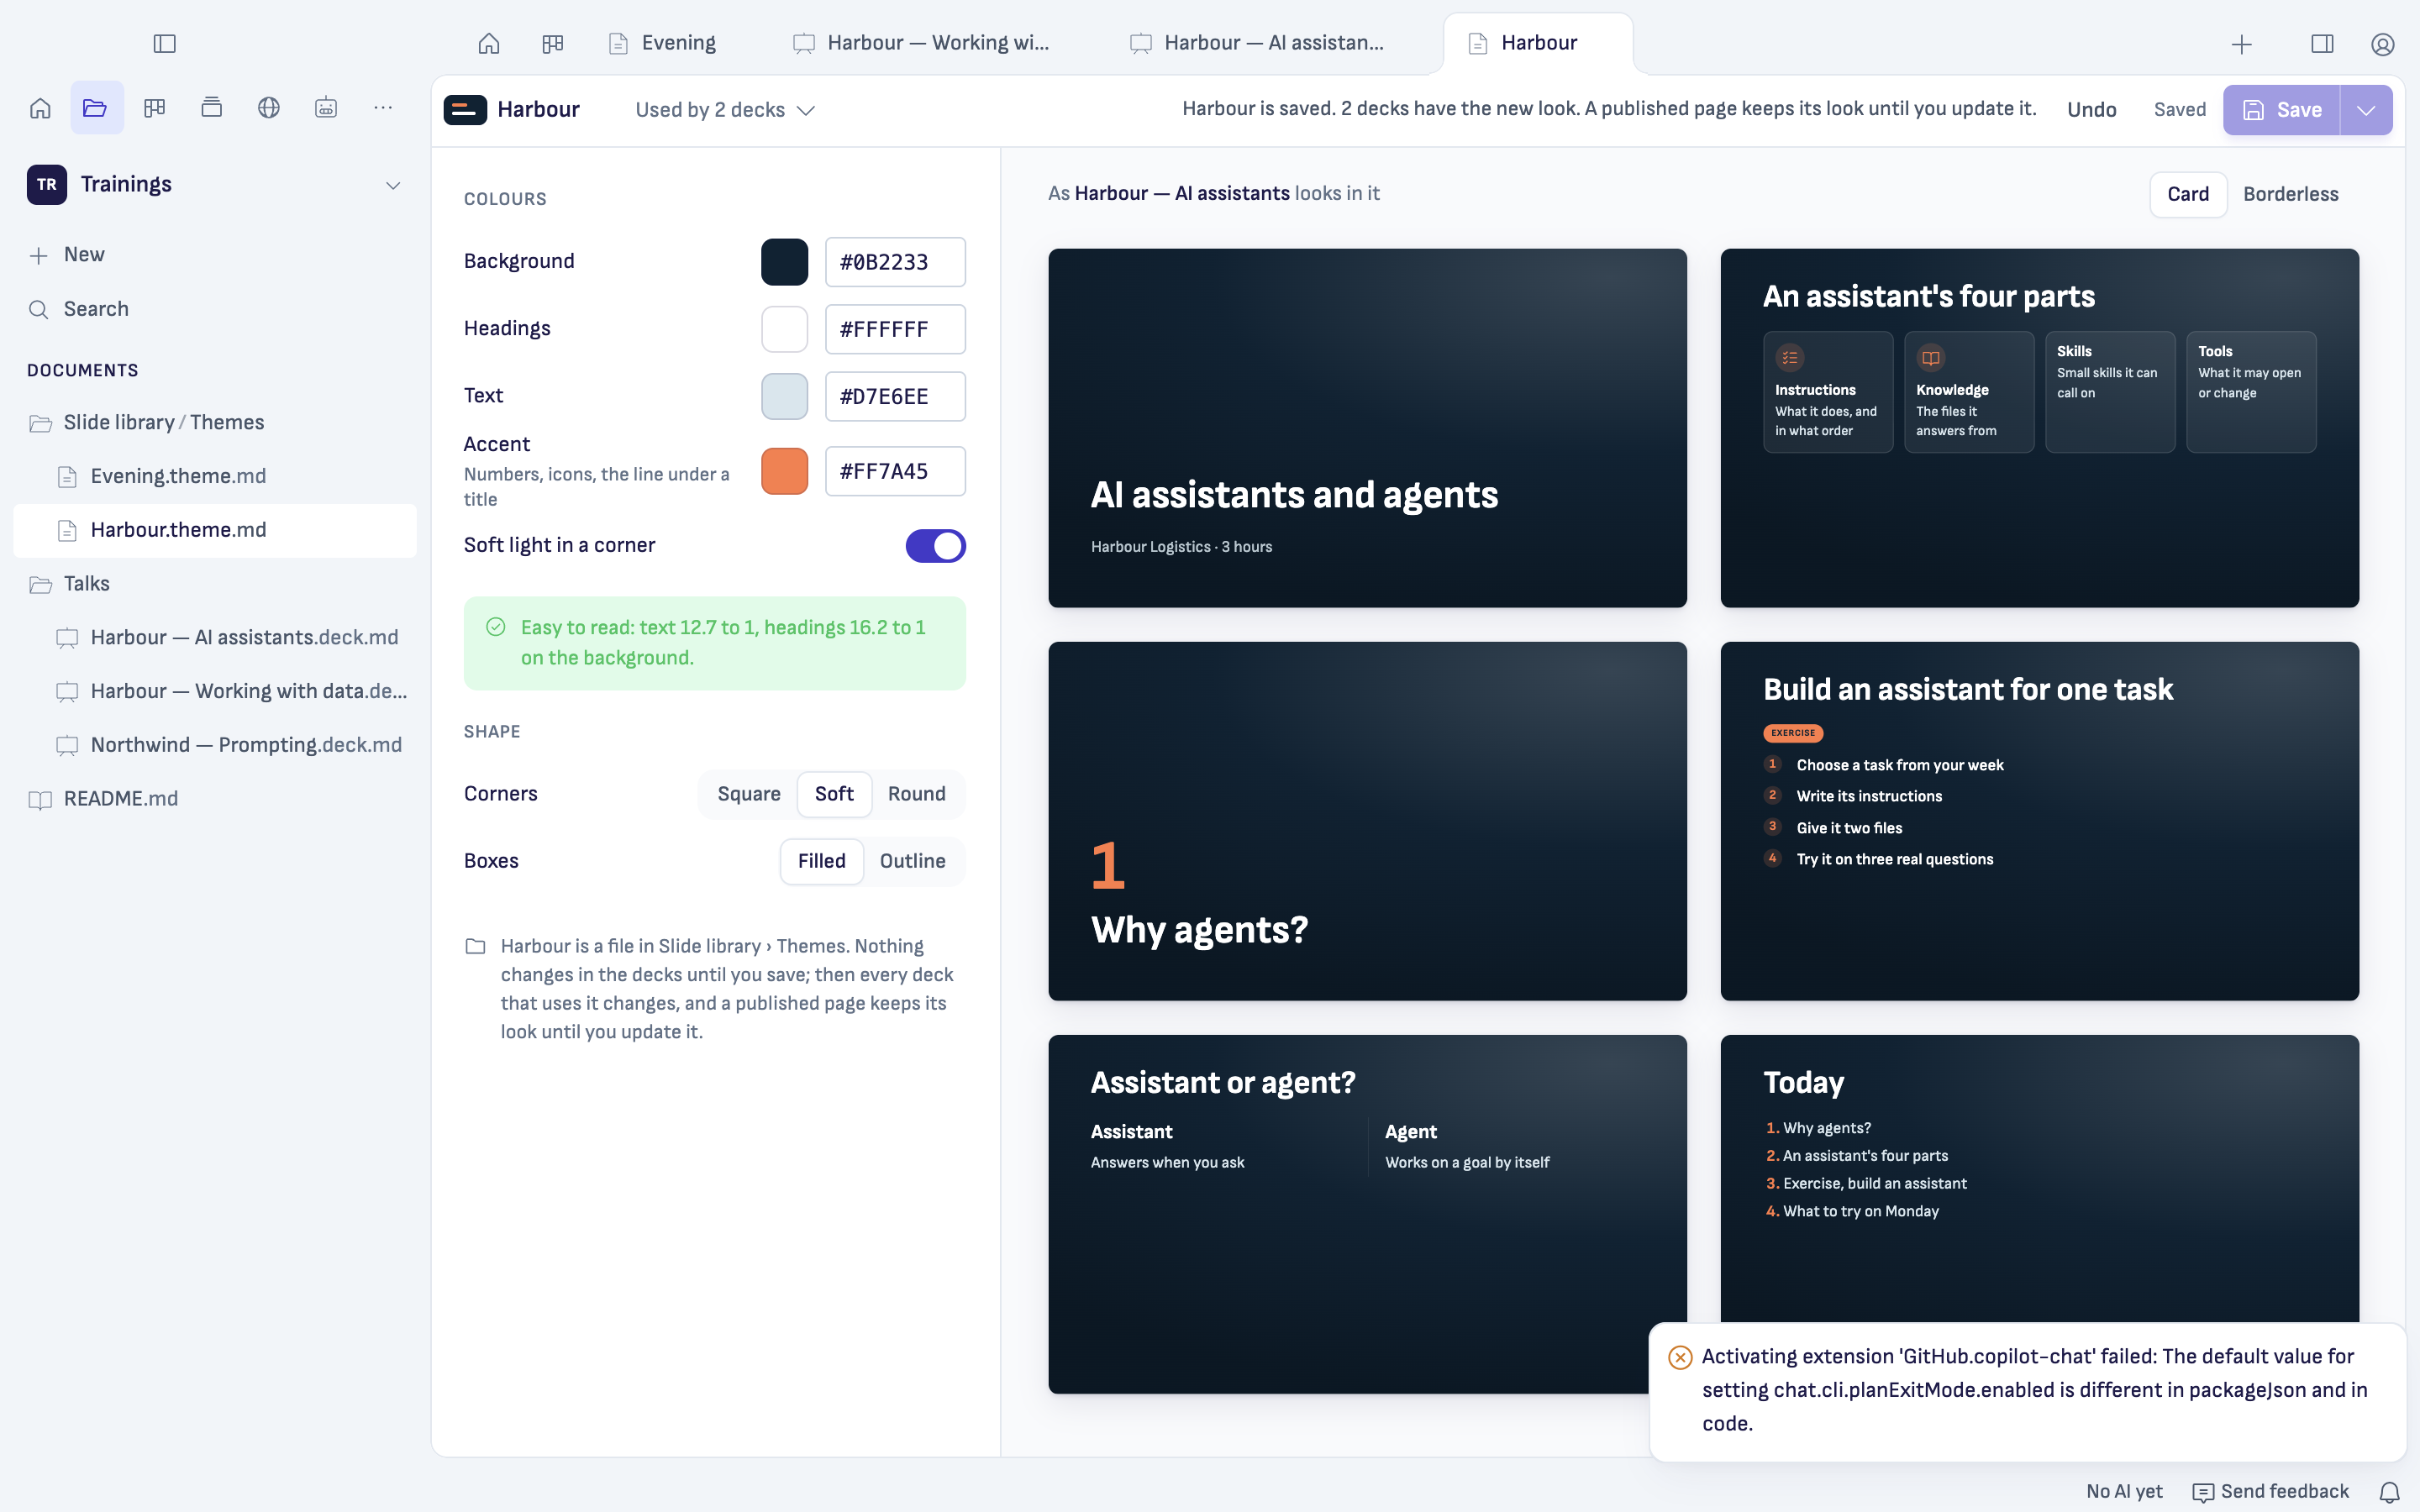 Evening
Harbour — Working wi...
Harbour — AI assistan...
Harbour
TR
Trainings
New
Search
DOCUMENTS
Slide library / Themes
Evening.theme.md
Harbour.theme.md
Talks
Harbour — AI assistants.deck.md
Harbour — Working with data.de...
Northwind — Prompting.deck.md
README.md
Harbour
Used by 2 decks
Harbour is saved. 2 decks have the new look. A published page keeps its look until you update it.
Undo
Saved
Save
COLOURS
Background
#0B2233
Headings
#FFFFFF
Text
#D7E6EE
Accent
Numbers, icons, the line under a
title
#FF7A45
Soft light in a corner
Easy to read: text 12.7 to 1, headings 16.2 to 1
on the background.
SHAPE
Corners
Square
Soft
Round
Boxes
Filled
Outline
Harbour is a file in Slide library › Themes. Nothing
changes in the decks until you save; then every deck
that uses it changes, and a published page keeps its
look until you update it.
As Harbour — AI assistants looks in it
Card
Borderless
AI assistants and agents
Harbour Logistics · 3 hours
An assistant's four parts
Instructions
What it does, and
in what order
Knowledge
The files it
answers from
Skills
Small skills it can
call on
Tools
What it may open
or change
1
Why agents?
Build an assistant for one task
EXERCISE
1 Choose a task from your week
2 Write its instructions
3 Give it two files
4 Try it on three real questions
Assistant or agent?
Assistant
Answers when you ask
Agent
Works on a goal by itself
Today
1. Why agents?
2. An assistant's four parts
3. Exercise, build an assistant
4. What to try on Monday
Activating extension 'GitHub.copilot-chat' failed: The default value for
setting chat.cli.planExitMode.enabled is different in packageJson and in
code.
No AI yet
Send feedback